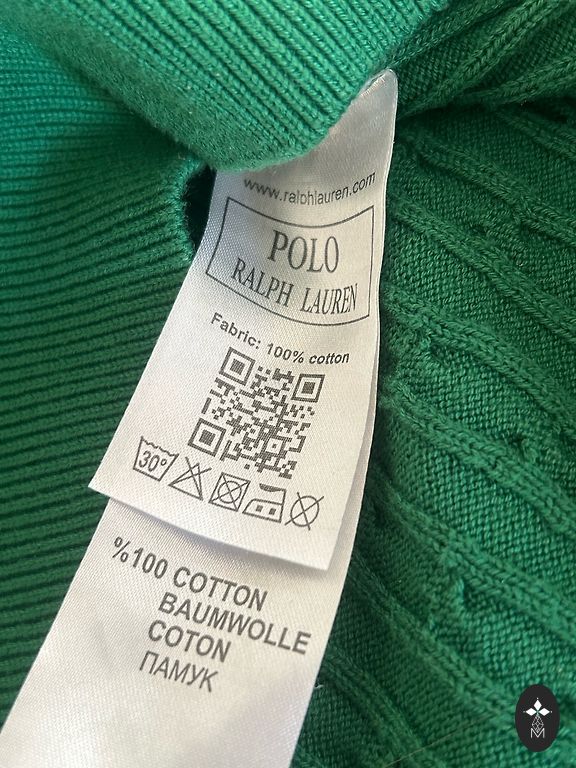 www.ralphlauren.com
POLO
RALPH LAUREN
Fabric: 100% cotton
30°
%100 COTTON
BAUMWOLLE
COTON
ПАМУК
M